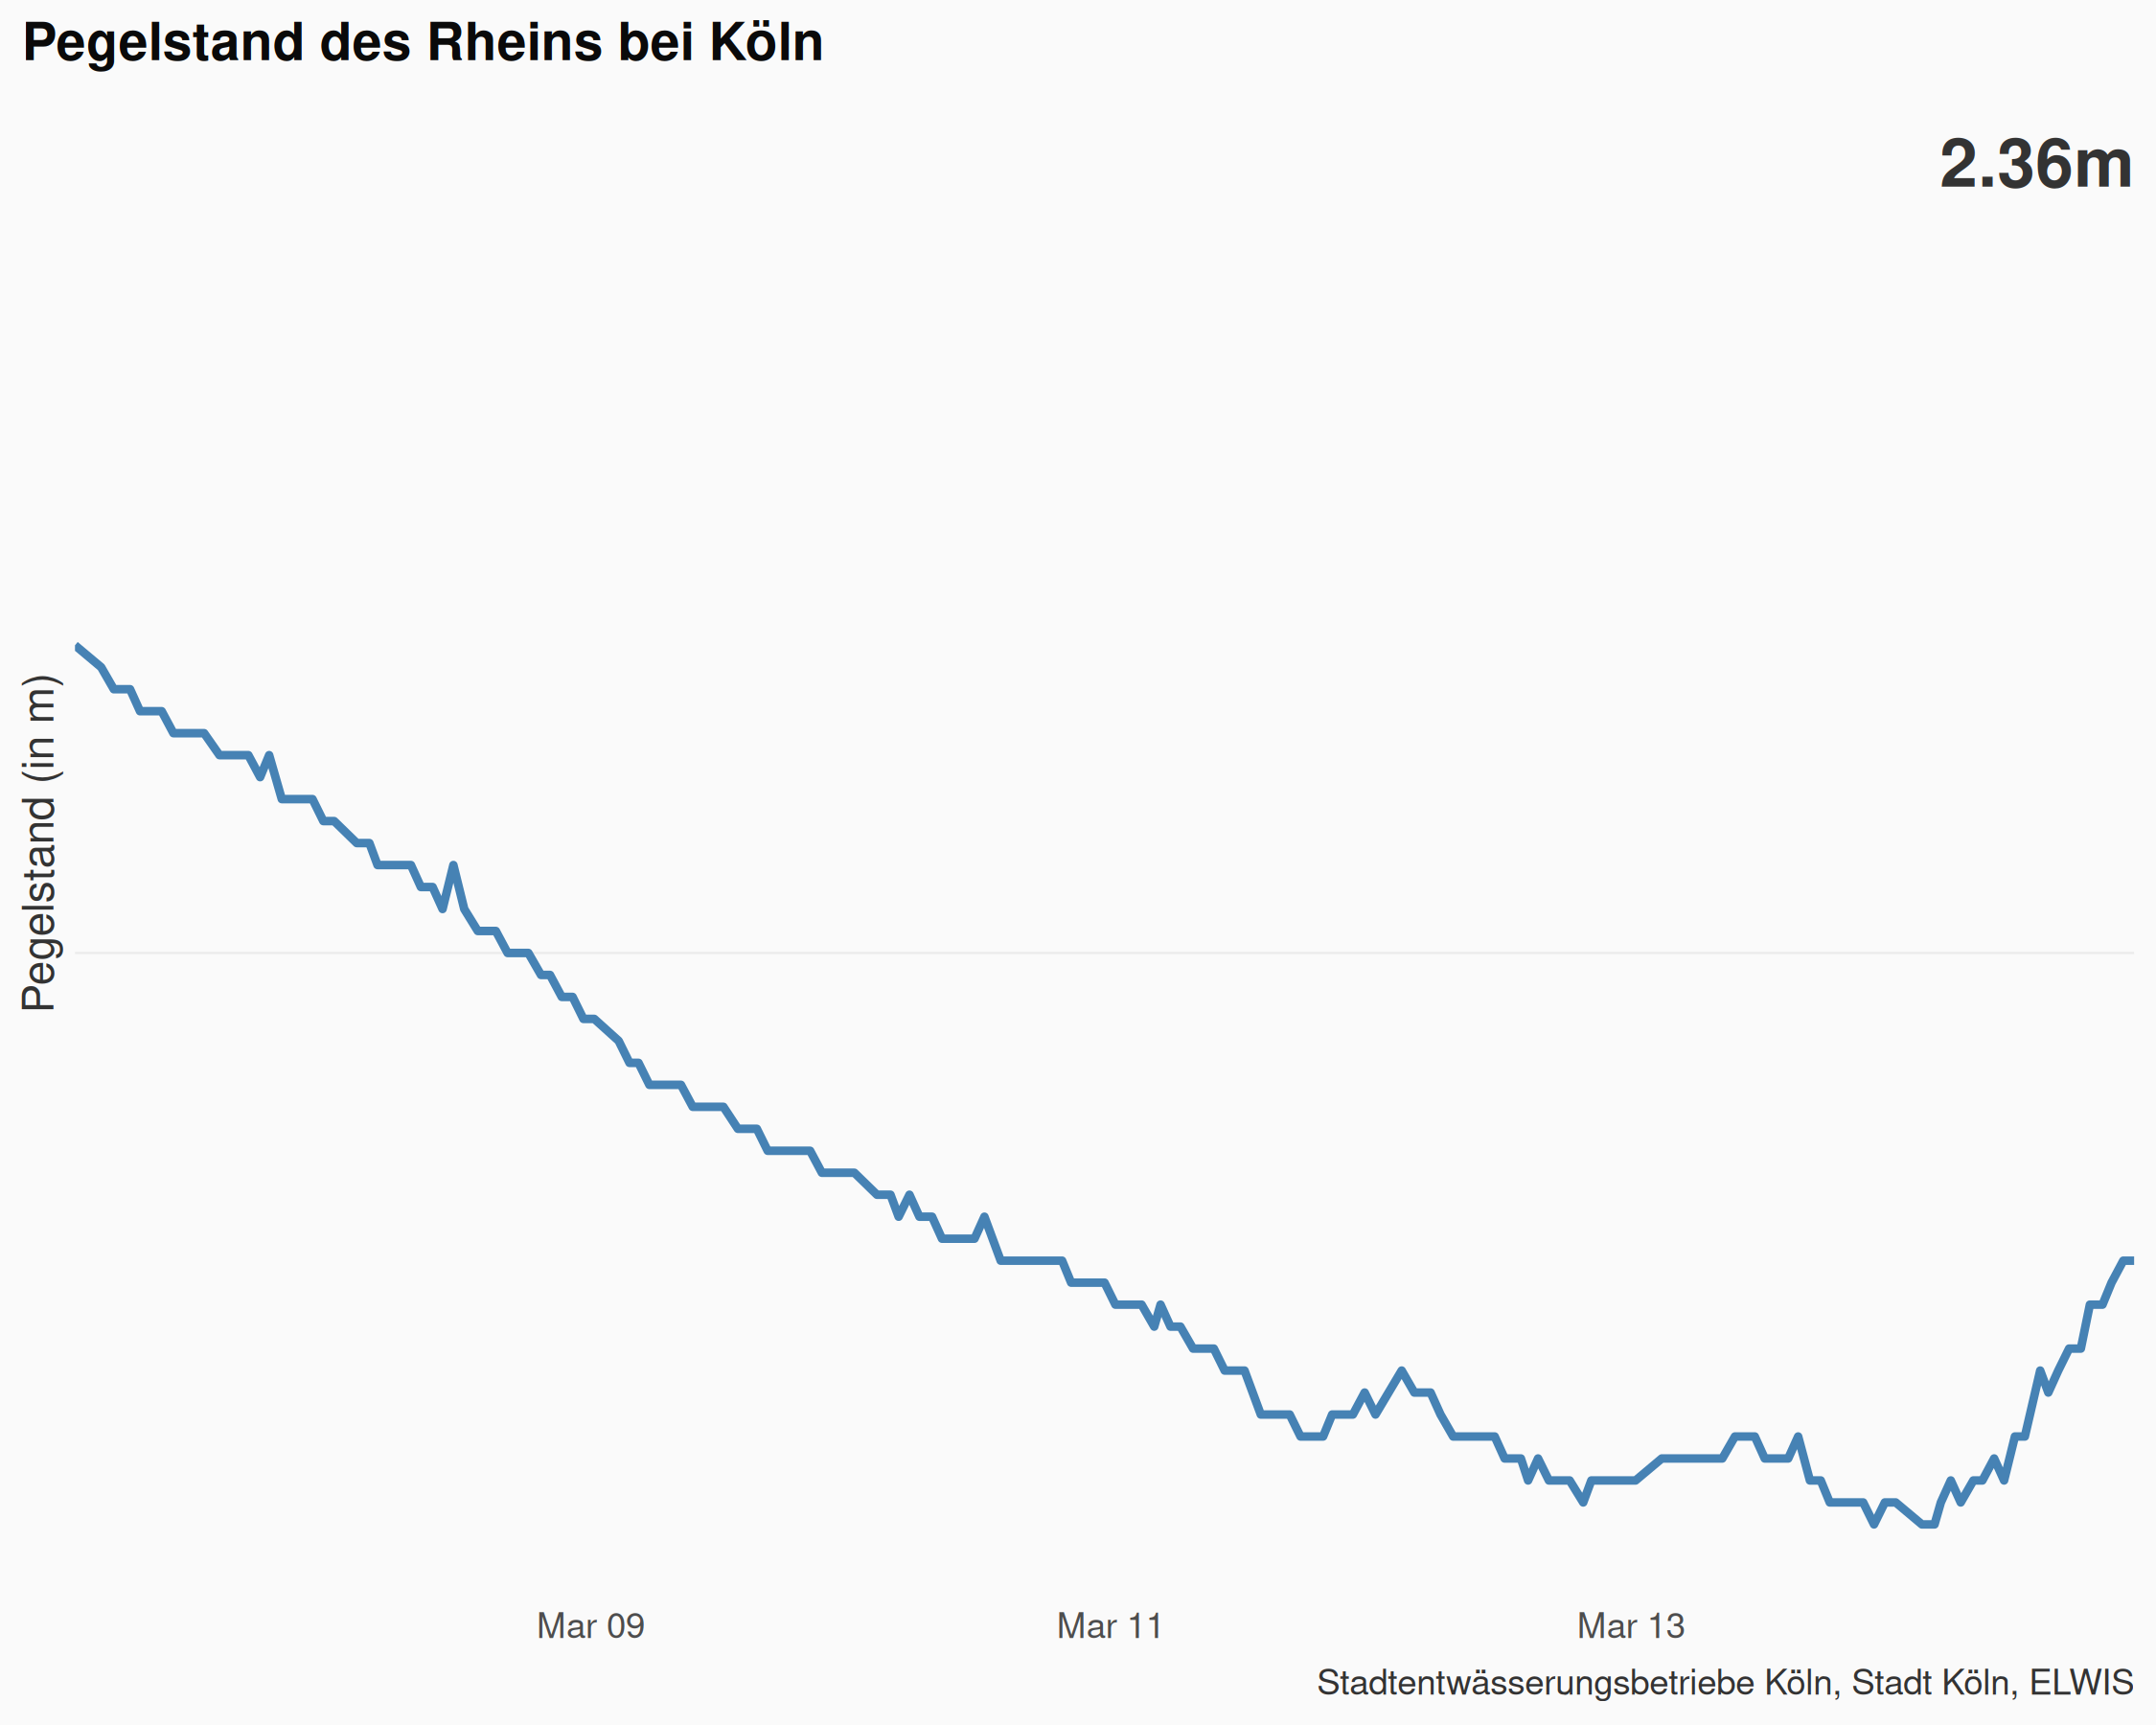 Pegelstand des Rheins bei Köln
2.36m
Pegelstand (in m)
Mar 09
Mar 11
Mar 13
Stadtentwässerungsbetriebe Köln, Stadt Köln, ELWIS